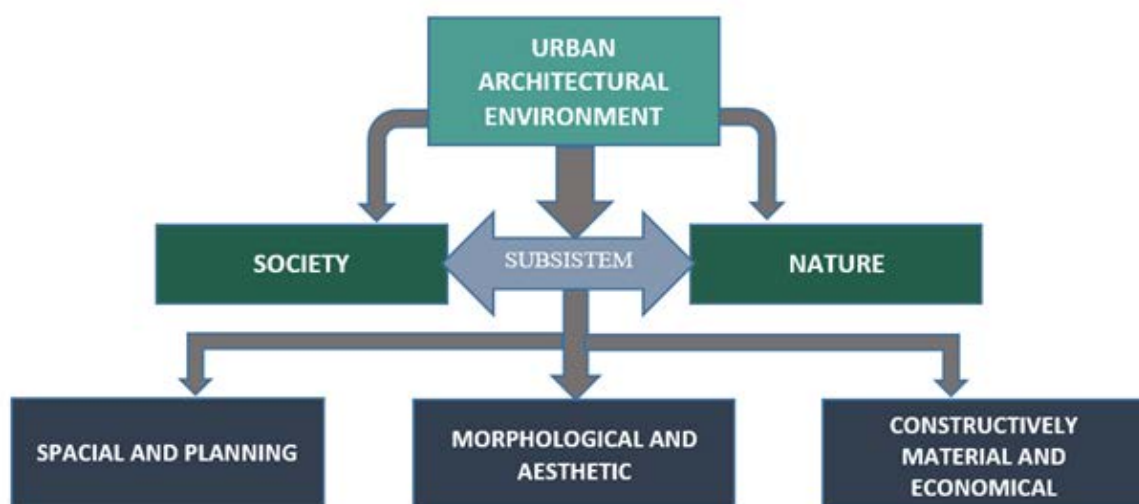 URBAN
ARCHITECTURAL
ENVIRONMENT
SOCIETY
SUBSISTEM
NATURE
SPACIAL AND PLANNING
MORPHOLOGICAL AND
AESTHETIC
CONSTRUCTIVELY
MATERIAL AND
ECONOMICAL